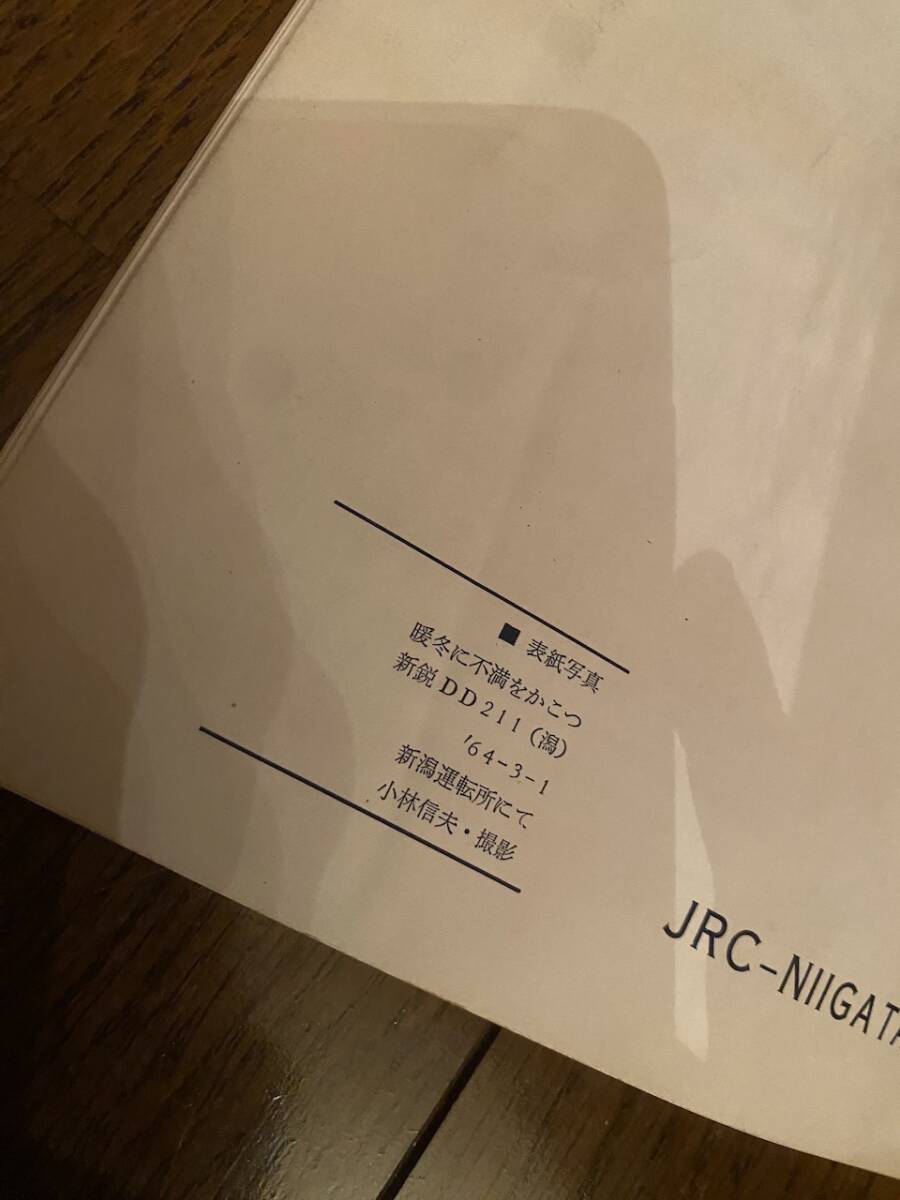 ■ 表紙写真
暖冬に不満をかこつ
新鋭DD211(潟)
'64-3-1
新潟運転所にて
小林信夫・撮影
JRC-NIIGATA